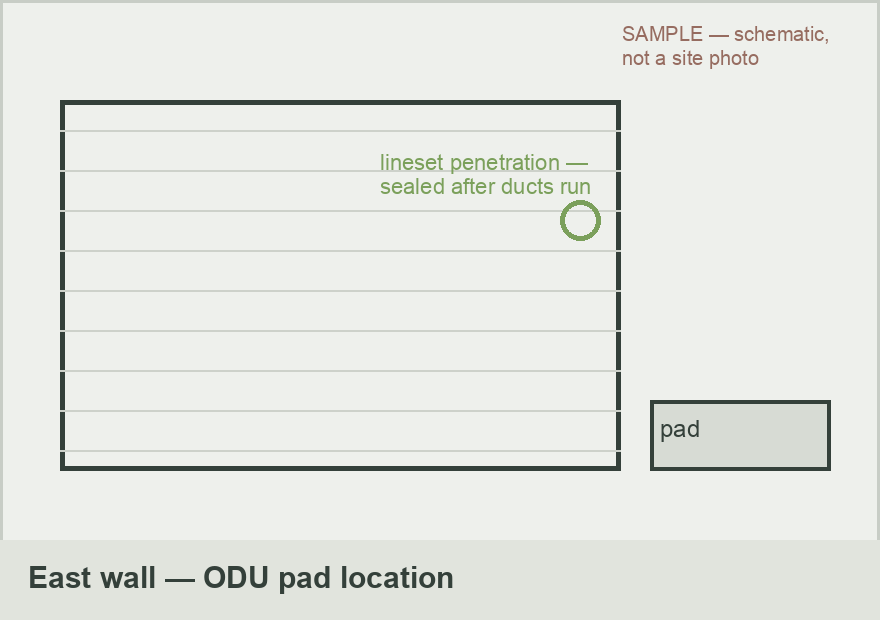 SAMPLE — schematic,
not a site photo
lineset penetration —
sealed after ducts run
pad
East wall — ODU pad location